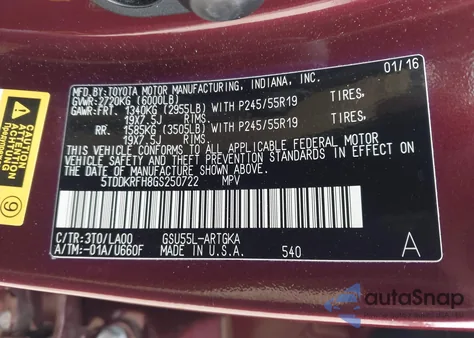 MFD. BY:TOYOTA MOTOR MANUFACTURING, INDIANA, INC. 01/16
GVWR:2720KG (6000LB)
GAWR:FRT. 1340KG (2955LB) WITH P245/55R19 TIRES,
19X7.5J RIMS.
RR. 1585KG (3505LB) WITH P245/55R19 TIRES,
19X7.5J RIMS.
THIS VEHICLE CONFORMS TO ALL APPLICABLE FEDERAL MOTOR
VEHICLE SAFETY AND THEFT PREVENTION STANDARDS IN
EFFECT ON THE DATE OF MANUFACTURE SHOWN ABOVE.
5TDDKRFH8GS250722 MPV
C/TR:3T0/LA00 GSU55L-ARTGKA
A/TM:-01A/U660F MADE IN U.S.A. 540 A
ACHTUNG
9
autoSnap